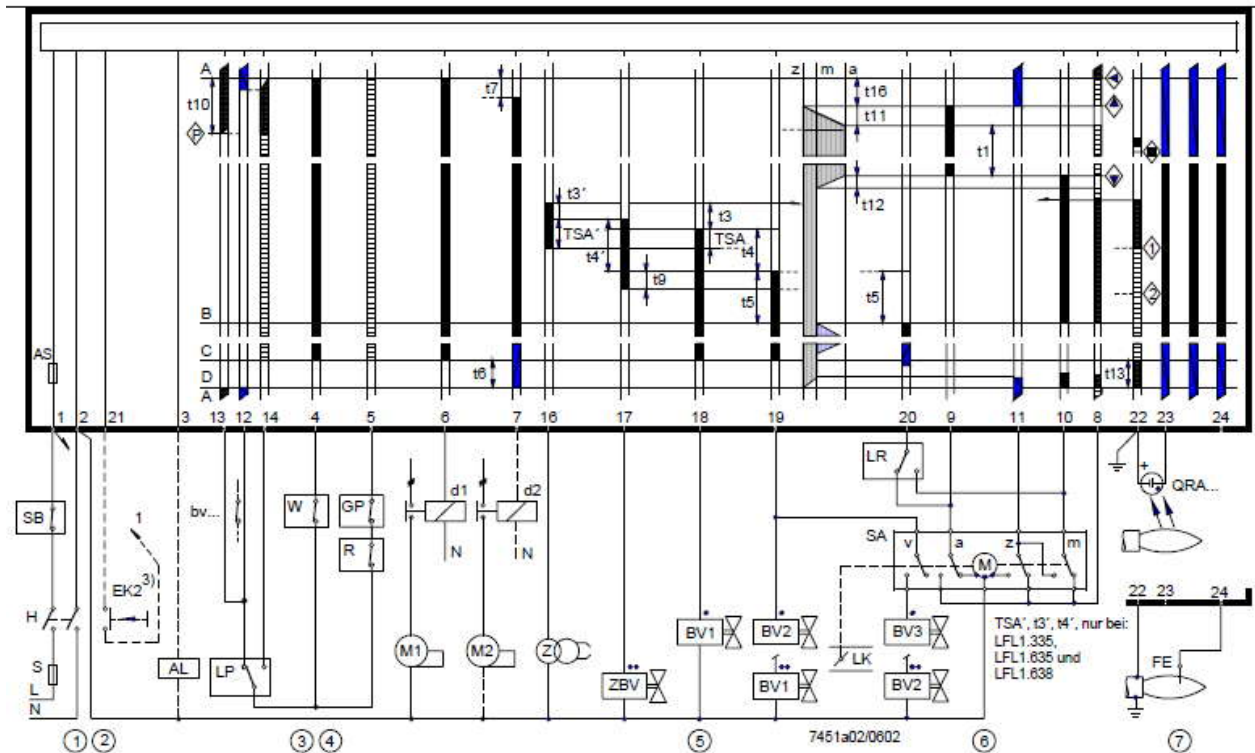 A
z m a
t10
t7
t16
t11
P
t1
t3´
t12
t3
TSA´
TSA
t4´
t4
1
t9
2
t5
t5
B
AS
C
t6
t13
D
A
1 2 21 3 13 12 14 4 5 6 7 16 17 18 19 20 9 11 10 8 22 23 24
LR
+
d1 d2
QRA...
SB
bv...
W
GP
1
SA
v a z m
R
N N
M
EK2 3)
H
22 23 24
TSA´, t3´, t4´, nur bei:
LFL1.335,
LFL1.635 und
LFL1.638
BV1
BV2
BV3
M1
M2
Z
LK
S
AL
LP
FE
L
ZBV
BV1
BV2
N
7451a02/0602
1 2 3 4 5 6 7